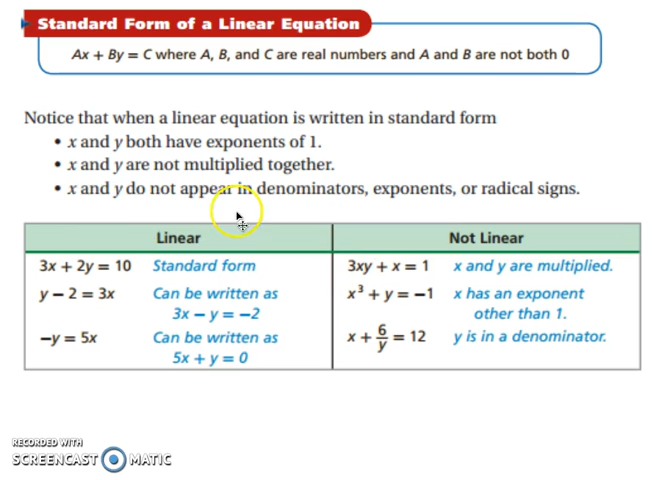 Standard Form of a Linear Equation
Ax + By = C where A, B, and C are real numbers and A and B are not both 0
Notice that when a linear equation is written in standard form
• x and y both have exponents of 1.
• x and y are not multiplied together.
• x and y do not appear in denominators, exponents, or radical signs.
Linear
Not Linear
3x + 2y = 10 Standard form
3xy + x = 1 x and y are multiplied.
y – 2 = 3x Can be written as
3x – y = –2
x³ + y = –1 x has an exponent
other than 1.
–y = 5x Can be written as
5x + y = 0
x + 6/y = 12 y is in a denominator.
RECORDED WITH
SCREENCAST MATIC